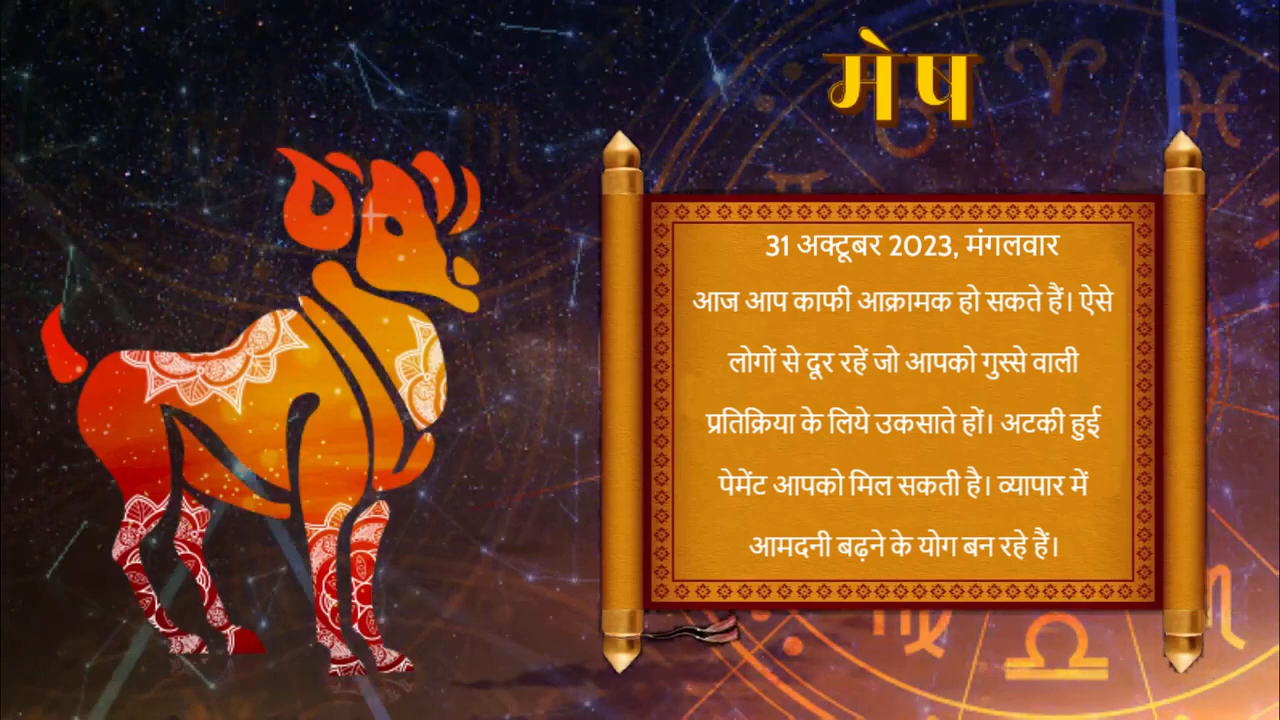 मेष
31 अक्टूबर 2023, मंगलवार
आज आप काफी आक्रामक हो सकते हैं। ऐसे
लोगों से दूर रहें जो आपको गुस्से वाली
प्रतिक्रिया के लिये उकसाते हों। अटकी हुई
पेमेंट आपको मिल सकती है। व्यापार में
आमदनी बढ़ने के योग बन रहे हैं।